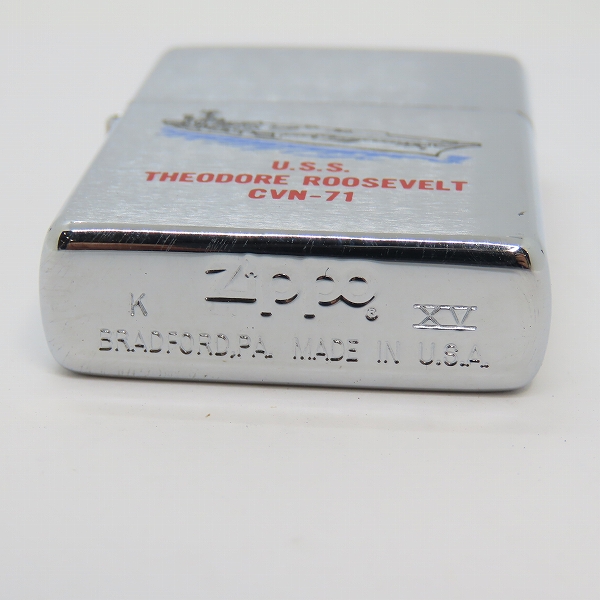 U.S.S.
THEODORE ROOSEVELT
CVN-71
K Zippo ® XV
BRADFORD, PA. MADE IN U.S.A.